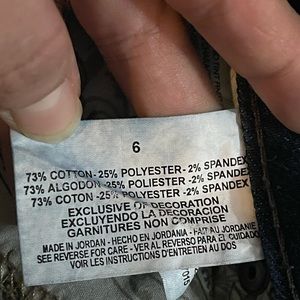 6
73% COTTON-25% POLYESTER-2% SPANDEX
73% ALGODON-25% POLIESTER-2% SPANDEX
73% COTON-25% POLYESTER-2% SPANDEX
EXCLUSIVE OF DECORATION
EXCLUYENDO LA DECORACION
GARNITURES NON COMPRISE
MADE IN JORDAN - HECHO EN JORDANIA - FAIT AU JORDANIE
SEE REVERSE FOR CARE - VER AL REVERSO PARA EL CUIDADO
VOIR LES INSTRUCTIONS D'ENTRETIEN AU DOS